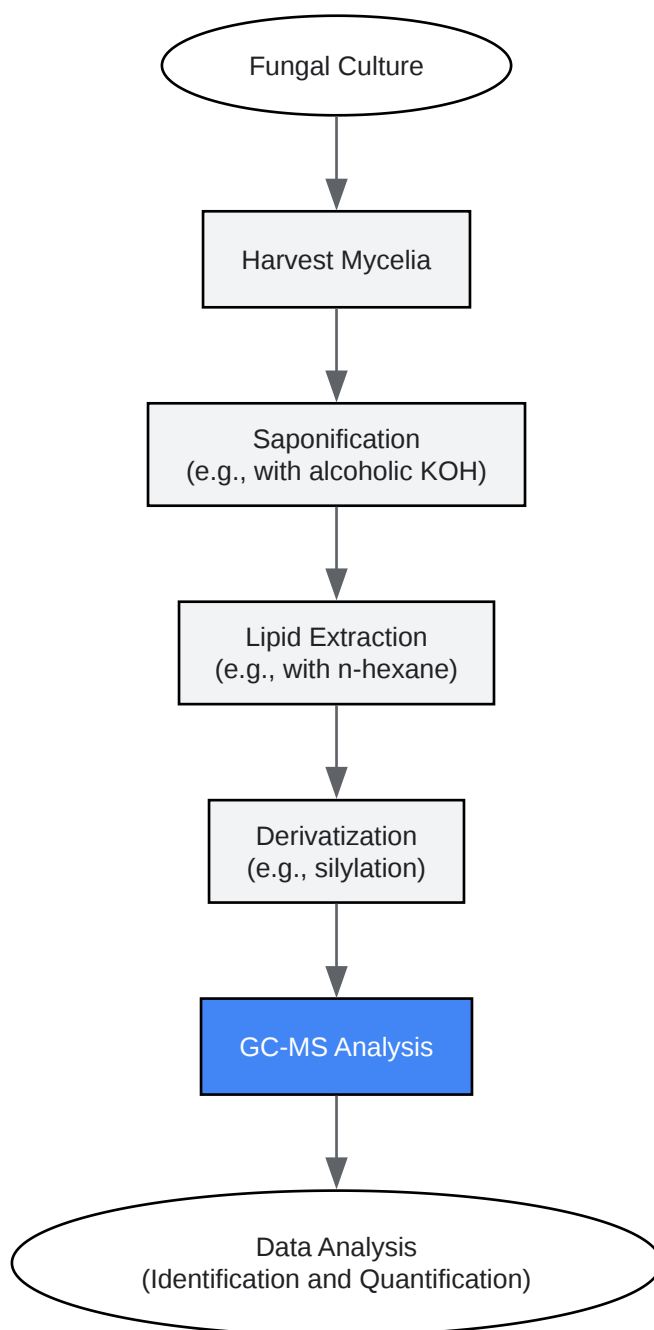 Fungal Culture
Harvest Mycelia
Saponification
(e.g., with alcoholic KOH)
Lipid Extraction
(e.g., with n-hexane)
Derivatization
(e.g., silylation)
GC-MS Analysis
Data Analysis
(Identification and Quantification)